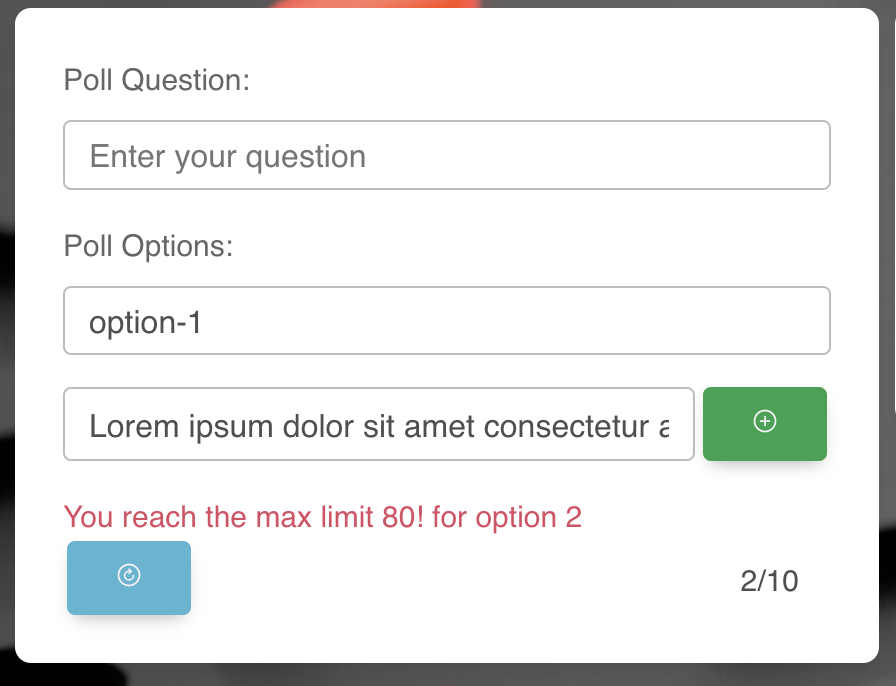 Poll Question:
Enter your question
Poll Options:
option-1
Lorem ipsum dolor sit amet consectetur a
You reach the max limit 80! for option 2
2/10